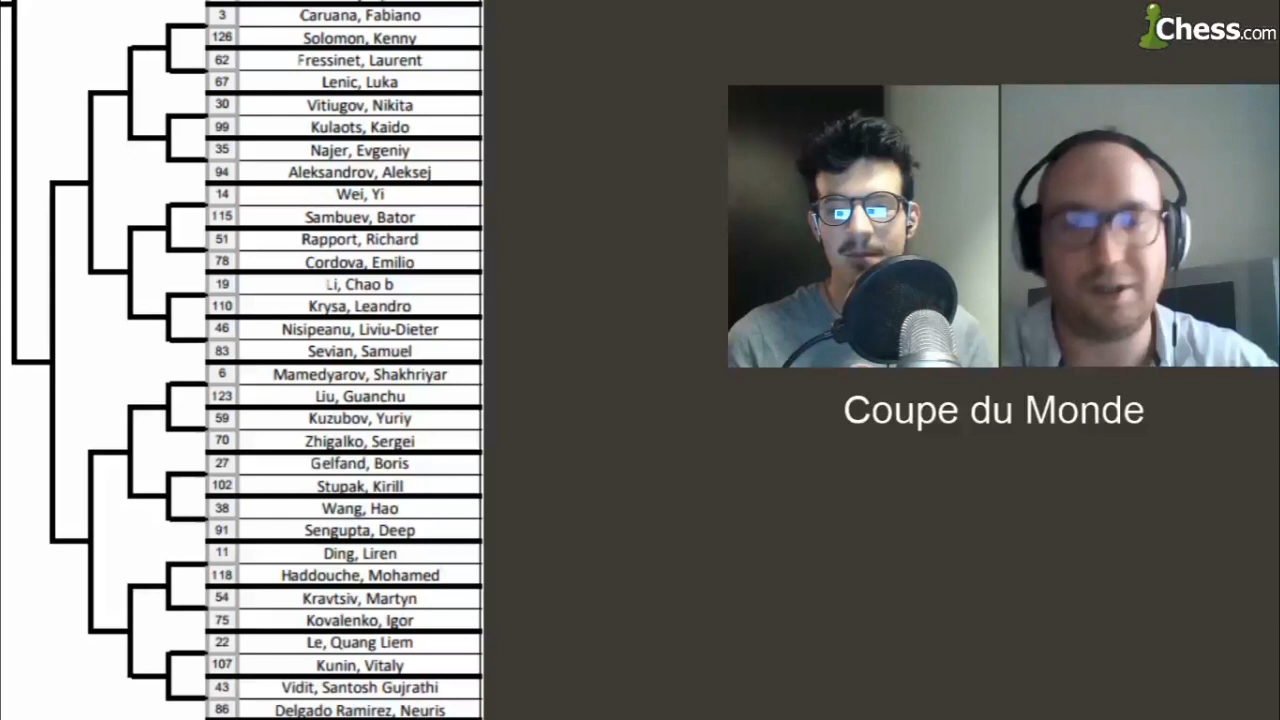 3 Caruana, Fabiano
126 Solomon, Kenny
62 Fressinet, Laurent
67 Lenic, Luka
30 Vitiugov, Nikita
99 Kulaots, Kaido
35 Najer, Evgeniy
94 Aleksandrov, Aleksej
14 Wei, Yi
115 Sambuev, Bator
51 Rapport, Richard
78 Cordova, Emilio
19 Li, Chao b
110 Krysa, Leandro
46 Nisipeanu, Liviu-Dieter
83 Sevian, Samuel
6 Mamedyarov, Shakhriyar
123 Liu, Guanchu
59 Kuzubov, Yuriy
70 Zhigalko, Sergei
27 Gelfand, Boris
102 Stupak, Kirill
38 Wang, Hao
91 Sengupta, Deep
11 Ding, Liren
118 Haddouche, Mohamed
54 Kravtsiv, Martyn
75 Kovalenko, Igor
22 Le, Quang Liem
107 Kunin, Vitaly
43 Vidit, Santosh Gujrathi
86 Delgado Ramirez, Neuris
Chess.com
Coupe du Monde